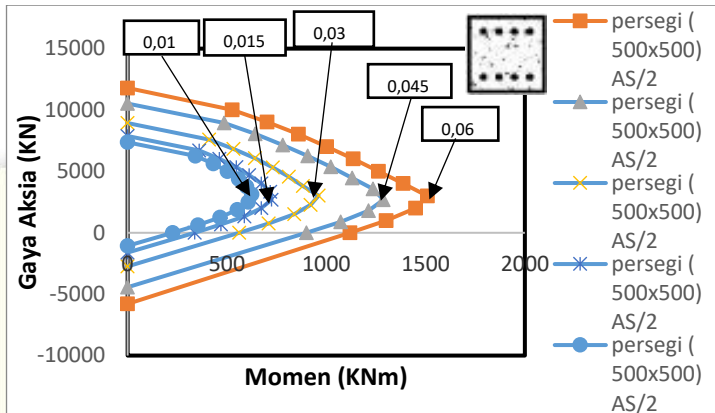 0,01
0,015
0,03
0,045
0,06
15000
10000
5000
0
-5000
-10000
0
500
1000
1500
2000
Gaya Aksia (KN)
Momen (KNm)
persegi (
500x500)
AS/2
persegi (
500x500)
AS/2
persegi (
500x500)
AS/2
persegi (
500x500)
AS/2
persegi (
500x500)
AS/2